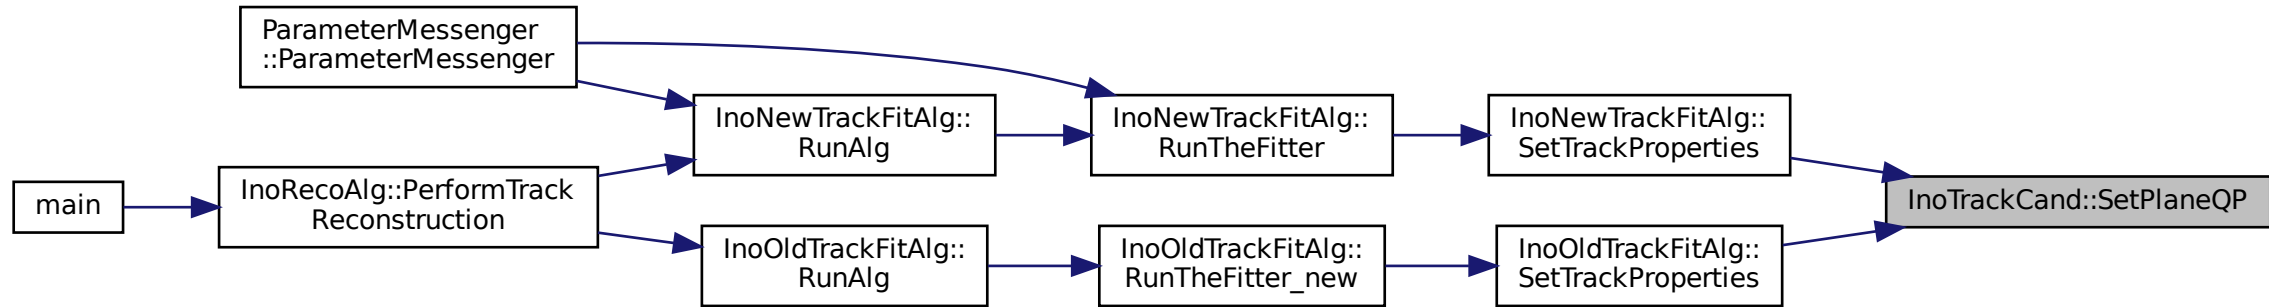 ParameterMessenger
::ParameterMessenger
main
InoRecoAlg::PerformTrack
Reconstruction
InoNewTrackFitAlg::
RunAlg
InoOldTrackFitAlg::
RunAlg
InoNewTrackFitAlg::
RunTheFitter
InoOldTrackFitAlg::
RunTheFitter_new
InoNewTrackFitAlg::
SetTrackProperties
InoOldTrackFitAlg::
SetTrackProperties
InoTrackCand::SetPlaneQP